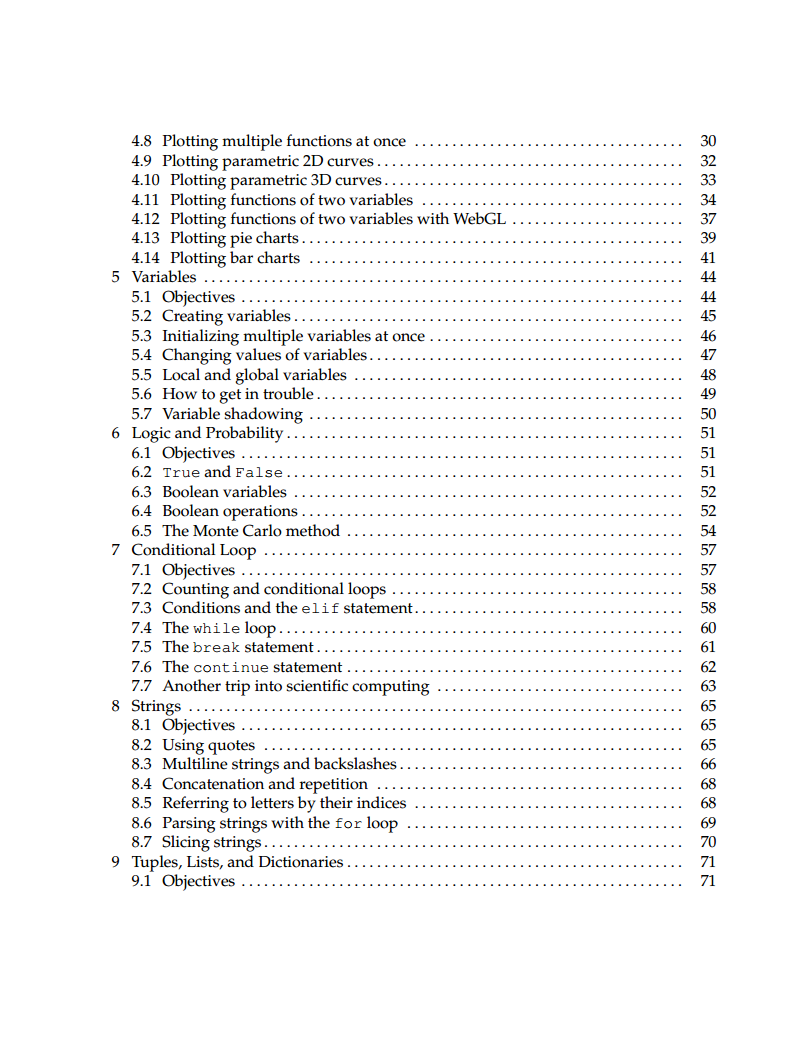 4.8 Plotting multiple functions at once . . . . . . . . . . . . . . . . . . . . . . . . . . . . . . . . . . . . 30
4.9 Plotting parametric 2D curves . . . . . . . . . . . . . . . . . . . . . . . . . . . . . . . . . . . . . . . . . 32
4.10 Plotting parametric 3D curves . . . . . . . . . . . . . . . . . . . . . . . . . . . . . . . . . . . . . . . . 33
4.11 Plotting functions of two variables . . . . . . . . . . . . . . . . . . . . . . . . . . . . . . . . . . . 34
4.12 Plotting functions of two variables with WebGL . . . . . . . . . . . . . . . . . . . . . . . 37
4.13 Plotting pie charts . . . . . . . . . . . . . . . . . . . . . . . . . . . . . . . . . . . . . . . . . . . . . . . . . . . 39
4.14 Plotting bar charts . . . . . . . . . . . . . . . . . . . . . . . . . . . . . . . . . . . . . . . . . . . . . . . . . . 41
5 Variables . . . . . . . . . . . . . . . . . . . . . . . . . . . . . . . . . . . . . . . . . . . . . . . . . . . . . . . . . . . . . . . . 44
5.1 Objectives . . . . . . . . . . . . . . . . . . . . . . . . . . . . . . . . . . . . . . . . . . . . . . . . . . . . . . . . . . . 44
5.2 Creating variables . . . . . . . . . . . . . . . . . . . . . . . . . . . . . . . . . . . . . . . . . . . . . . . . . . . . 45
5.3 Initializing multiple variables at once . . . . . . . . . . . . . . . . . . . . . . . . . . . . . . . . . . 46
5.4 Changing values of variables . . . . . . . . . . . . . . . . . . . . . . . . . . . . . . . . . . . . . . . . . . 47
5.5 Local and global variables . . . . . . . . . . . . . . . . . . . . . . . . . . . . . . . . . . . . . . . . . . . . 48
5.6 How to get in trouble . . . . . . . . . . . . . . . . . . . . . . . . . . . . . . . . . . . . . . . . . . . . . . . . . 49
5.7 Variable shadowing . . . . . . . . . . . . . . . . . . . . . . . . . . . . . . . . . . . . . . . . . . . . . . . . . . 50
6 Logic and Probability . . . . . . . . . . . . . . . . . . . . . . . . . . . . . . . . . . . . . . . . . . . . . . . . . . . . . 51
6.1 Objectives . . . . . . . . . . . . . . . . . . . . . . . . . . . . . . . . . . . . . . . . . . . . . . . . . . . . . . . . . . . 51
6.2 True and False . . . . . . . . . . . . . . . . . . . . . . . . . . . . . . . . . . . . . . . . . . . . . . . . . . . . . 51
6.3 Boolean variables . . . . . . . . . . . . . . . . . . . . . . . . . . . . . . . . . . . . . . . . . . . . . . . . . . . . 52
6.4 Boolean operations . . . . . . . . . . . . . . . . . . . . . . . . . . . . . . . . . . . . . . . . . . . . . . . . . . . 52
6.5 The Monte Carlo method . . . . . . . . . . . . . . . . . . . . . . . . . . . . . . . . . . . . . . . . . . . . . 54
7 Conditional Loop . . . . . . . . . . . . . . . . . . . . . . . . . . . . . . . . . . . . . . . . . . . . . . . . . . . . . . . . 57
7.1 Objectives . . . . . . . . . . . . . . . . . . . . . . . . . . . . . . . . . . . . . . . . . . . . . . . . . . . . . . . . . . . 57
7.2 Counting and conditional loops . . . . . . . . . . . . . . . . . . . . . . . . . . . . . . . . . . . . . . . 58
7.3 Conditions and the elif statement . . . . . . . . . . . . . . . . . . . . . . . . . . . . . . . . . . . . 58
7.4 The while loop . . . . . . . . . . . . . . . . . . . . . . . . . . . . . . . . . . . . . . . . . . . . . . . . . . . . . . 60
7.5 The break statement . . . . . . . . . . . . . . . . . . . . . . . . . . . . . . . . . . . . . . . . . . . . . . . . . 61
7.6 The continue statement . . . . . . . . . . . . . . . . . . . . . . . . . . . . . . . . . . . . . . . . . . . . . 62
7.7 Another trip into scientific computing . . . . . . . . . . . . . . . . . . . . . . . . . . . . . . . . . 63
8 Strings . . . . . . . . . . . . . . . . . . . . . . . . . . . . . . . . . . . . . . . . . . . . . . . . . . . . . . . . . . . . . . . . . . 65
8.1 Objectives . . . . . . . . . . . . . . . . . . . . . . . . . . . . . . . . . . . . . . . . . . . . . . . . . . . . . . . . . . . 65
8.2 Using quotes . . . . . . . . . . . . . . . . . . . . . . . . . . . . . . . . . . . . . . . . . . . . . . . . . . . . . . . . 65
8.3 Multiline strings and backslashes . . . . . . . . . . . . . . . . . . . . . . . . . . . . . . . . . . . . . . 66
8.4 Concatenation and repetition . . . . . . . . . . . . . . . . . . . . . . . . . . . . . . . . . . . . . . . . . 68
8.5 Referring to letters by their indices . . . . . . . . . . . . . . . . . . . . . . . . . . . . . . . . . . . . 68
8.6 Parsing strings with the for loop . . . . . . . . . . . . . . . . . . . . . . . . . . . . . . . . . . . . . 69
8.7 Slicing strings . . . . . . . . . . . . . . . . . . . . . . . . . . . . . . . . . . . . . . . . . . . . . . . . . . . . . . . . 70
9 Tuples, Lists, and Dictionaries . . . . . . . . . . . . . . . . . . . . . . . . . . . . . . . . . . . . . . . . . . . . . 71
9.1 Objectives . . . . . . . . . . . . . . . . . . . . . . . . . . . . . . . . . . . . . . . . . . . . . . . . . . . . . . . . . . . 71